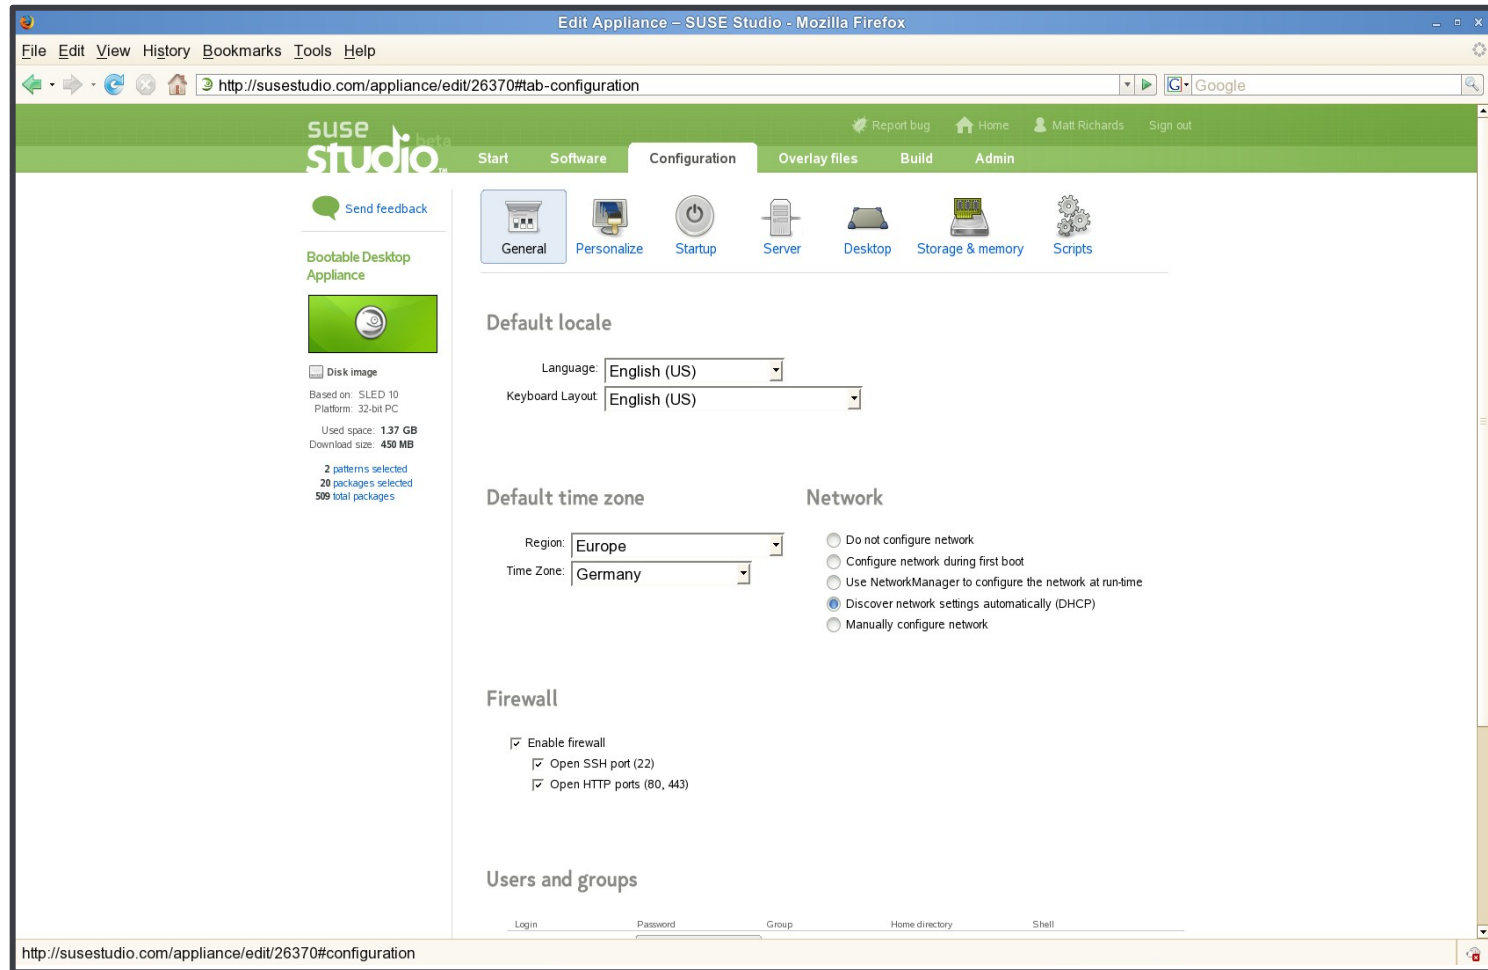 Edit Appliance – SUSE Studio - Mozilla Firefox
File Edit View History Bookmarks Tools Help
http://susestudio.com/appliance/edit/26370#tab-configuration
G Google
Report bug Home Matt Richards Sign out
suse
beta
studio TM
Start Software Configuration Overlay files Build Admin
Send feedback
General Personalize Startup Server Desktop Storage & memory Scripts
Bootable Desktop
Appliance
Disk image
Based on: SLED 10
Platform: 32-bit PC
Used space: 1.37 GB
Download size: 450 MB
2 patterns selected
20 packages selected
509 total packages
Default locale
Language: English (US)
Keyboard Layout: English (US)
Default time zone
Region: Europe
Time Zone: Germany
Network
Do not configure network
Configure network during first boot
Use NetworkManager to configure the network at run-time
Discover network settings automatically (DHCP)
Manually configure network
Firewall
Enable firewall
Open SSH port (22)
Open HTTP ports (80, 443)
Users and groups
Login Password Group Home directory Shell
http://susestudio.com/appliance/edit/26370#configuration